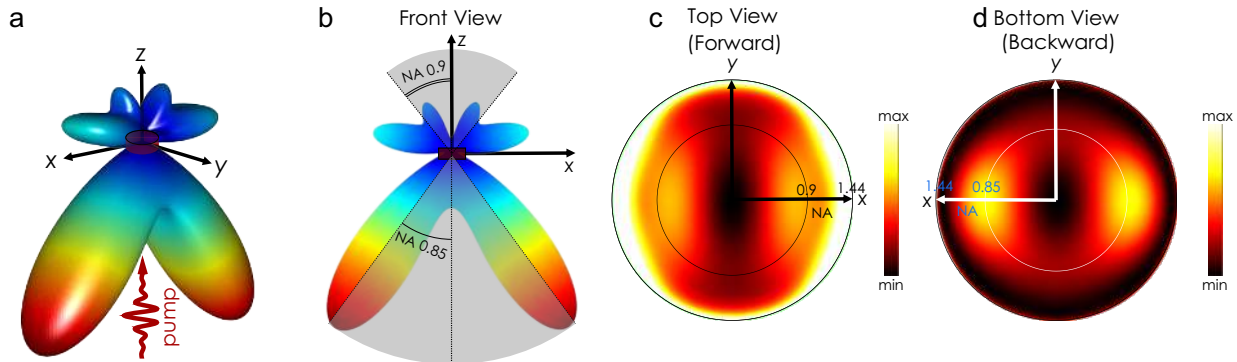 a
z
x
y
pump
b
Front View
z
NA 0.9
x
NA 0.85
c
Top View
(Forward)
y
0.9
1.44
x
NA
max
min
d
Bottom View
(Backward)
y
1.44
0.85
x
NA
max
min